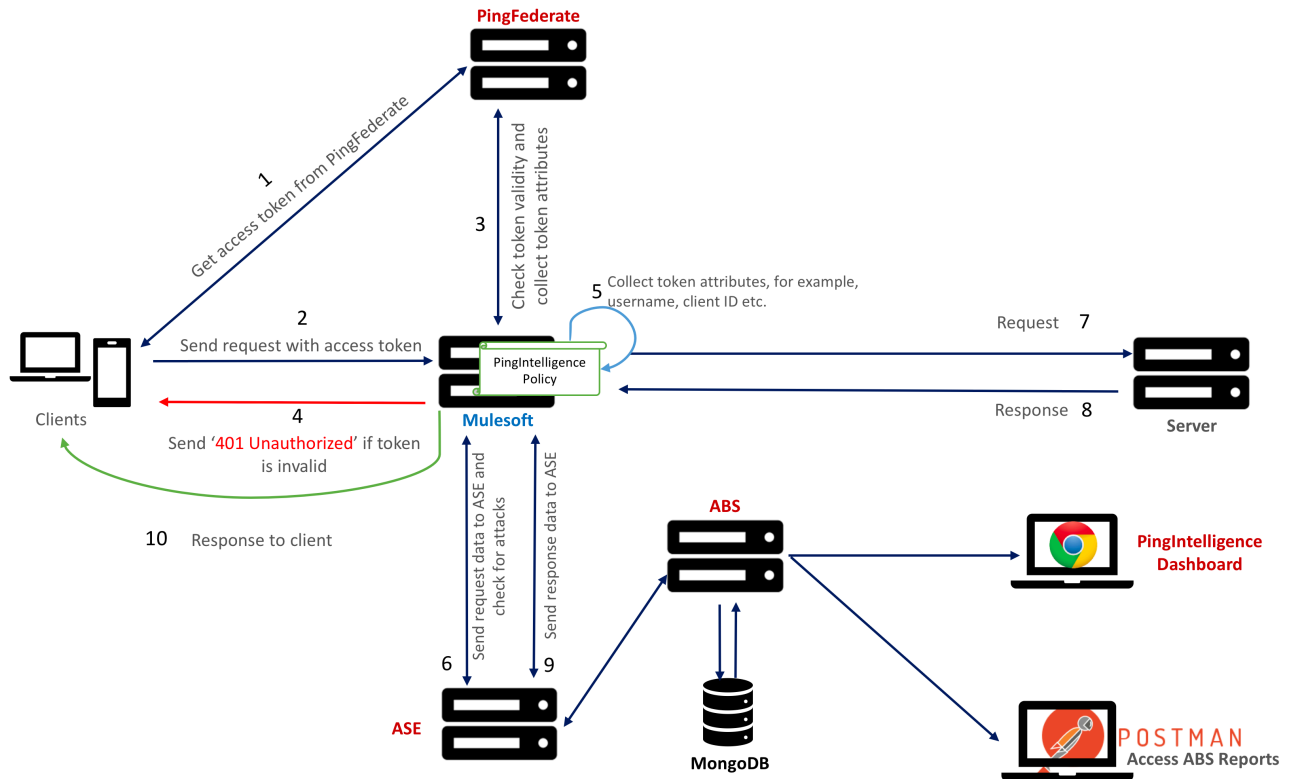 PingFederate
1
Get access token from PingFederate
3
Check token validity and
collect token attributes
5
Collect token attributes, for example,
username, client ID etc.
2
Send request with access token
PingIntelligence
Policy
Request 7
Clients
4
Send ‘401 Unauthorized’ if token
is invalid
Mulesoft
Response 8
Server
10 Response to client
Send request data to ASE and
check for attacks
Send response data to ASE
6
9
ASE
ABS
MongoDB
PingIntelligence
Dashboard
POSTMAN
Access ABS Reports